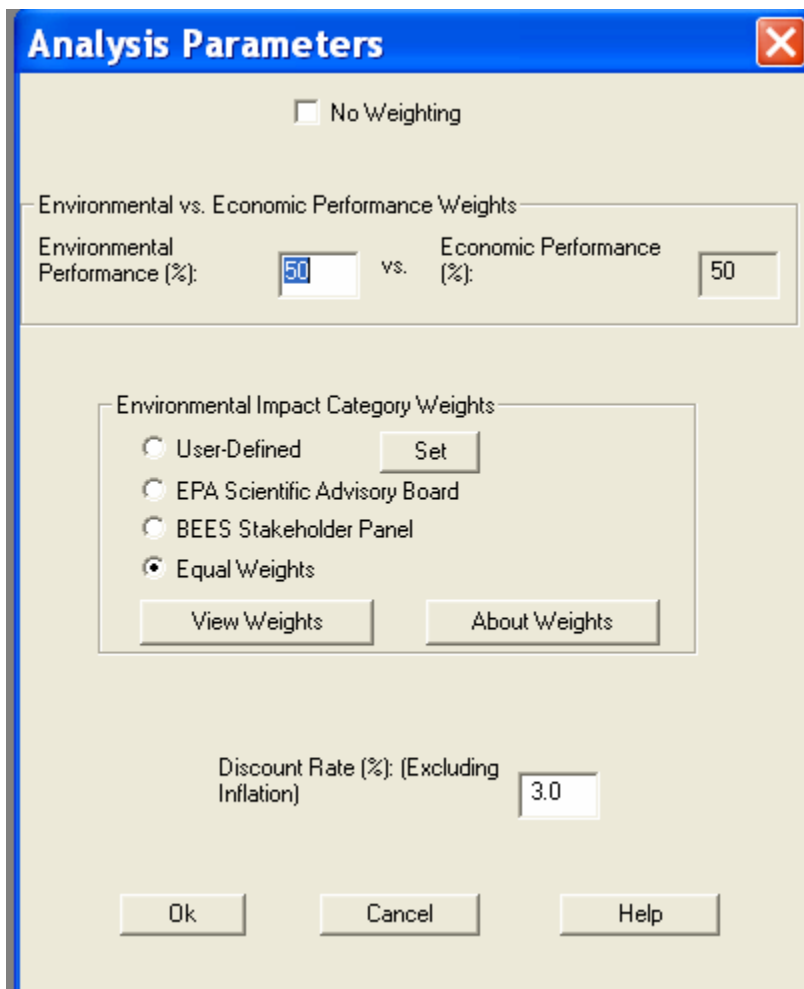 Analysis Parameters
No Weighting
Environmental vs. Economic Performance Weights
Environmental
Performance (%):
50
vs.
Economic Performance
(%):
50
Environmental Impact Category Weights
User-Defined
Set
EPA Scientific Advisory Board
BEES Stakeholder Panel
Equal Weights
View Weights
About Weights
Discount Rate (%): (Excluding
Inflation)
3.0
Ok
Cancel
Help